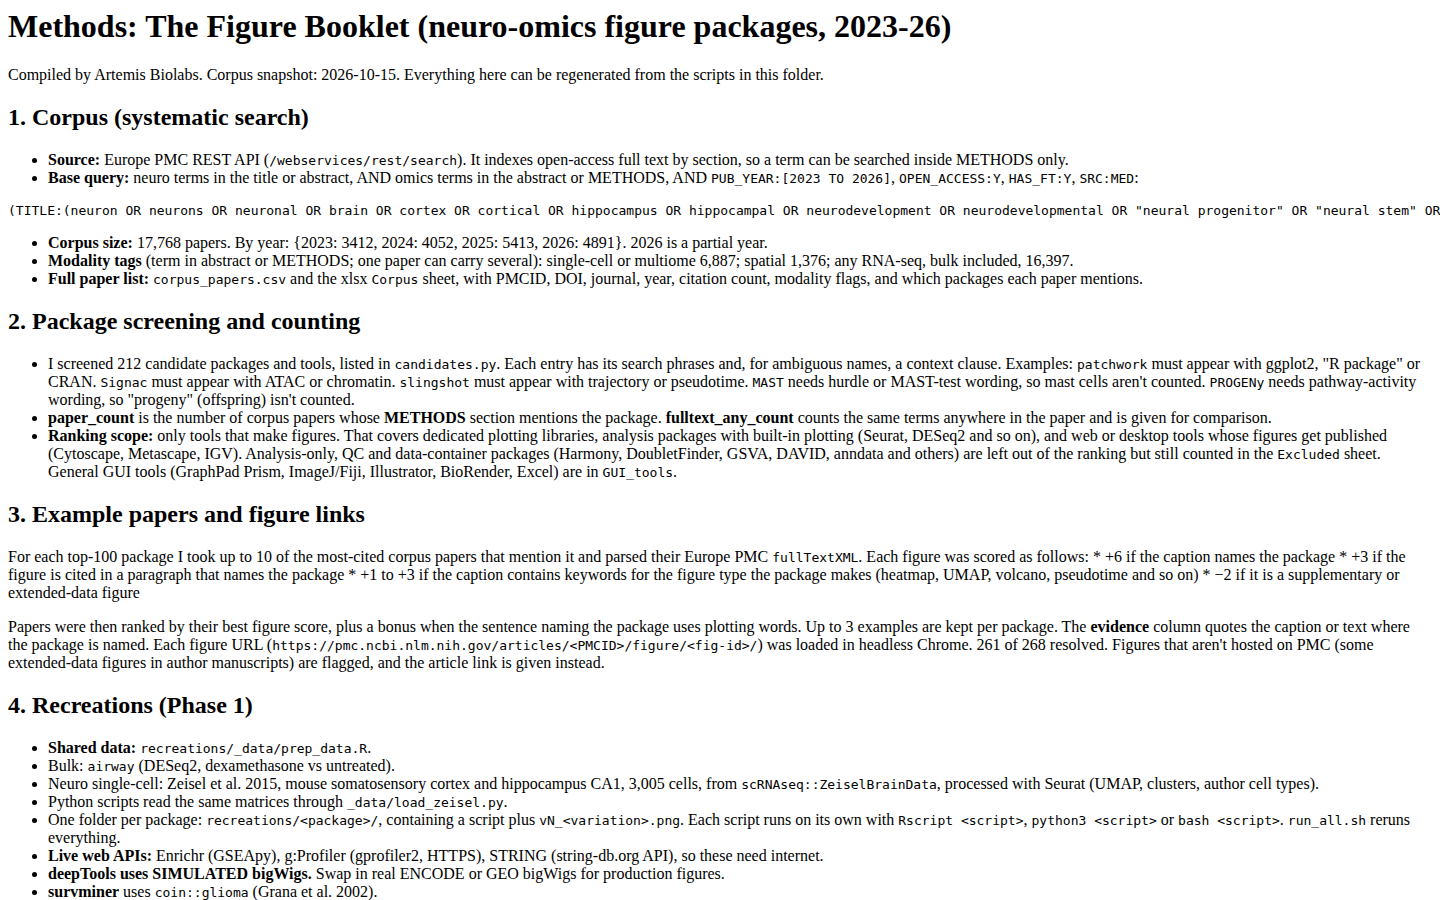 Methods: The Figure Booklet (neuro-omics figure packages, 2023-26)
Compiled by Artemis Biolabs. Corpus snapshot: 2026-10-15. Everything here can be regenerated from the scripts in this folder.
1. Corpus (systematic search)
• Source: Europe PMC REST API (/webservices/rest/search). It indexes open-access full text by section, so a term can be searched inside METHODS only.
• Base query: neuro terms in the title or abstract, AND omics terms in the abstract or METHODS, AND PUB_YEAR:[2023 TO 2026], OPEN_ACCESS:Y, HAS_FT:Y, SRC:MED:
(TITLE:(neuron OR neurons OR neuronal OR brain OR cortex OR cortical OR hippocampus OR hippocampal OR neurodevelopment OR neurodevelopmental OR "neural progenitor" OR "neural stem" OR
• Corpus size: 17,768 papers. By year: {2023: 3412, 2024: 4052, 2025: 5413, 2026: 4891}. 2026 is a partial year.
• Modality tags (term in abstract or METHODS; one paper can carry several): single-cell or multiome 6,887; spatial 1,376; any RNA-seq, bulk included, 16,397.
• Full paper list: corpus_papers.csv and the xlsx Corpus sheet, with PMCID, DOI, journal, year, citation count, modality flags, and which packages each paper mentions.
2. Package screening and counting
• I screened 212 candidate packages and tools, listed in candidates.py. Each entry has its search phrases and, for ambiguous names, a context clause. Examples: patchwork must appear with ggplot2, "R package" or
CRAN. Signac must appear with ATAC or chromatin. slingshot must appear with trajectory or pseudotime. MAST needs hurdle or MAST-test wording, so mast cells aren't counted. PROGENy needs pathway-activity
wording, so "progeny" (offspring) isn't counted.
• paper_count is the number of corpus papers whose METHODS section mentions the package. fulltext_any_count counts the same terms anywhere in the paper and is given for comparison.
• Ranking scope: only tools that make figures. That covers dedicated plotting libraries, analysis packages with built-in plotting (Seurat, DESeq2 and so on), and web or desktop tools whose figures get published
(Cytoscape, Metascape, IGV). Analysis-only, QC and data-container packages (Harmony, DoubletFinder, GSVA, DAVID, anndata and others) are left out of the ranking but still counted in the Excluded sheet.
General GUI tools (GraphPad Prism, ImageJ/Fiji, Illustrator, BioRender, Excel) are in GUI_tools.
3. Example papers and figure links
For each top-100 package I took up to 10 of the most-cited corpus papers that mention it and parsed their Europe PMC fullTextXML. Each figure was scored as follows: * +6 if the caption names the package * +3 if the
figure is cited in a paragraph that names the package * +1 to +3 if the caption contains keywords for the figure type the package makes (heatmap, UMAP, volcano, pseudotime and so on) * −2 if it is a supplementary or
extended-data figure
Papers were then ranked by their best figure score, plus a bonus when the sentence naming the package uses plotting words. Up to 3 examples are kept per package. The evidence column quotes the caption or text where
the package is named. Each figure URL (https://pmc.ncbi.nlm.nih.gov/articles/<PMCID>/figure/<fig-id>/) was loaded in headless Chrome. 261 of 268 resolved. Figures that aren't hosted on PMC (some
extended-data figures in author manuscripts) are flagged, and the article link is given instead.
4. Recreations (Phase 1)
• Shared data: recreations/_data/prep_data.R.
• Bulk: airway (DESeq2, dexamethasone vs untreated).
• Neuro single-cell: Zeisel et al. 2015, mouse somatosensory cortex and hippocampus CA1, 3,005 cells, from scRNAseq::ZeiselBrainData, processed with Seurat (UMAP, clusters, author cell types).
• Python scripts read the same matrices through _data/load_zeisel.py.
• One folder per package: recreations/<package>/, containing a script plus vN_<variation>.png. Each script runs on its own with Rscript <script>, python3 <script> or bash <script>. run_all.sh reruns
everything.
• Live web APIs: Enrichr (GSEApy), g:Profiler (gprofiler2, HTTPS), STRING (string-db.org API), so these need internet.
• deepTools uses SIMULATED bigWigs. Swap in real ENCODE or GEO bigWigs for production figures.
• survminer uses coin::glioma (Grana et al. 2002).